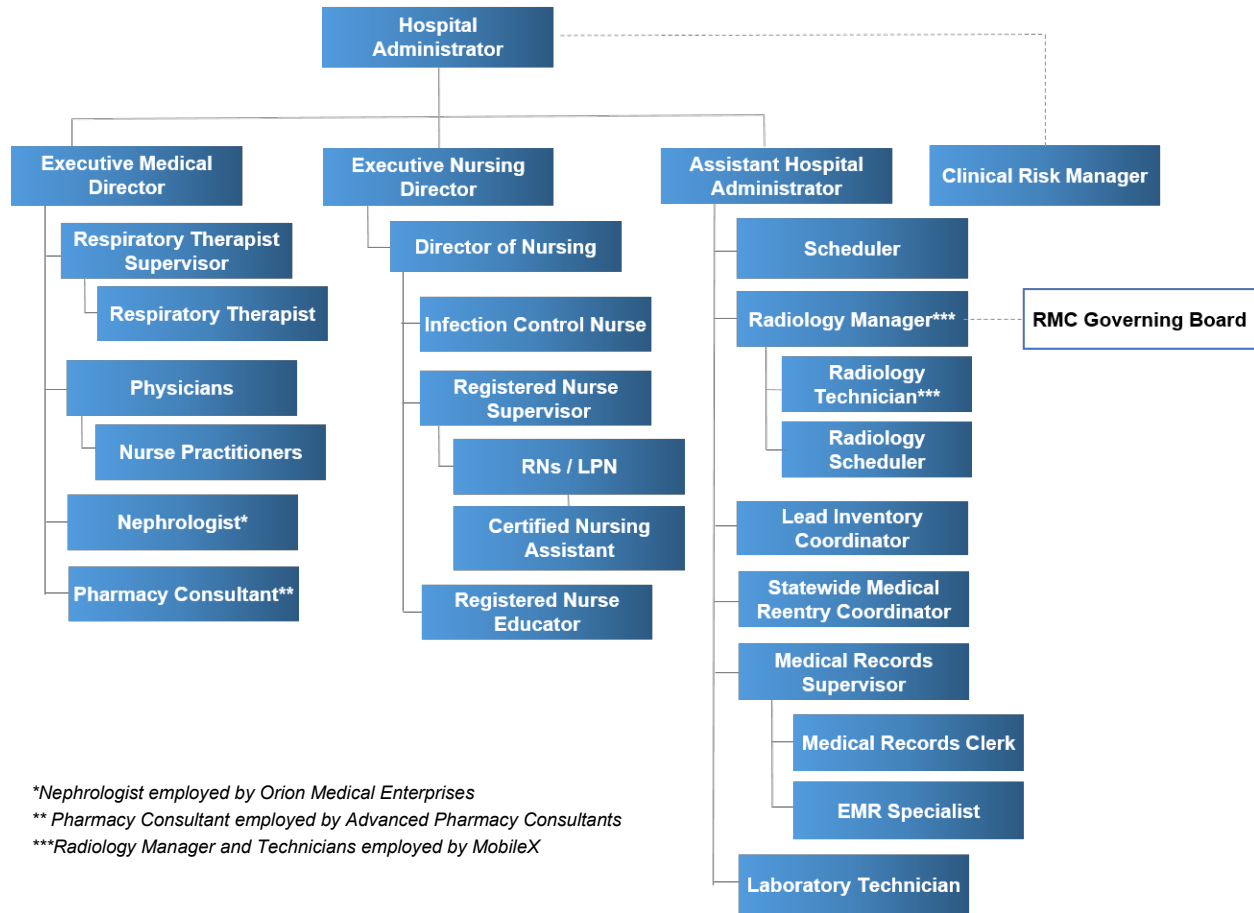 Hospital
Administrator
Executive Medical
Director
Executive Nursing
Director
Assistant Hospital
Administrator
Clinical Risk Manager
Respiratory Therapist
Supervisor
Respiratory Therapist
Physicians
Nurse Practitioners
Nephrologist*
Pharmacy Consultant**
Director of Nursing
Infection Control Nurse
Registered Nurse
Supervisor
RNs / LPN
Certified Nursing
Assistant
Registered Nurse
Educator
Scheduler
Radiology Manager***
RMC Governing Board
Radiology
Technician***
Radiology
Scheduler
Lead Inventory
Coordinator
Statewide Medical
Reentry Coordinator
Medical Records
Supervisor
Medical Records Clerk
EMR Specialist
Laboratory Technician
*Nephrologist employed by Orion Medical Enterprises
** Pharmacy Consultant employed by Advanced Pharmacy Consultants
***Radiology Manager and Technicians employed by MobileX